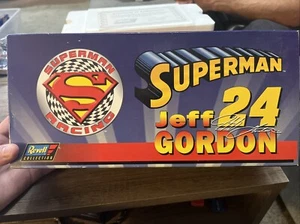 SUPERMAN
RACING
SUPERMAN
Jeff 24
GORDON
Revell
COLLECTION